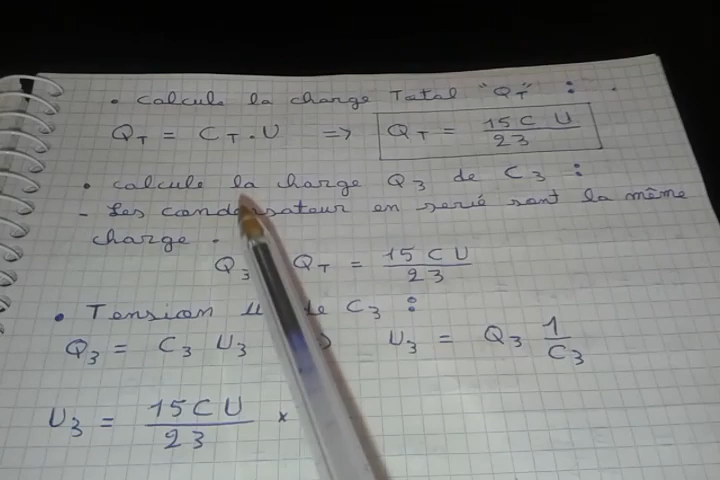 • calcule la charge Total "QT" :
QT = CT . U => QT = 15 C U / 23
• calcule la charge Q3 de C3 :
- Les condensateur en serié sont la même
charge .
Q3 QT = 15 C U / 23
• Tension de C3 :
Q3 = C3 U3 U3 = Q3 1 / C3
U3 = 15 C U / 23 ×